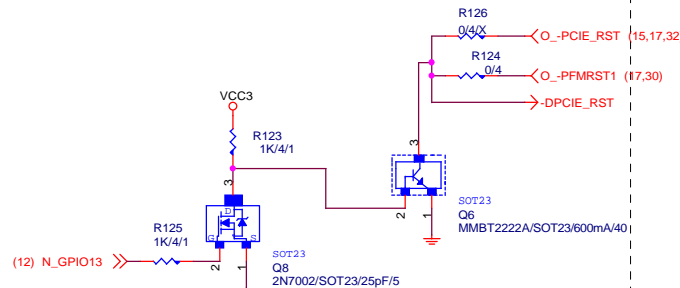 R126
0/4/X
O_-PCIE_RST (15,17,32
R124
0/4
O_-PFMRST1 (17,30)
-DPCIE_RST
VCC3
R123
1K/4/1
3
3
D
G
S
2
1
SOT23
Q6
MMBT2222A/SOT23/600mA/40
R125
1K/4/1
(12) N_GPIO13
2
1
SOT23
Q8
2N7002/SOT23/25pF/5